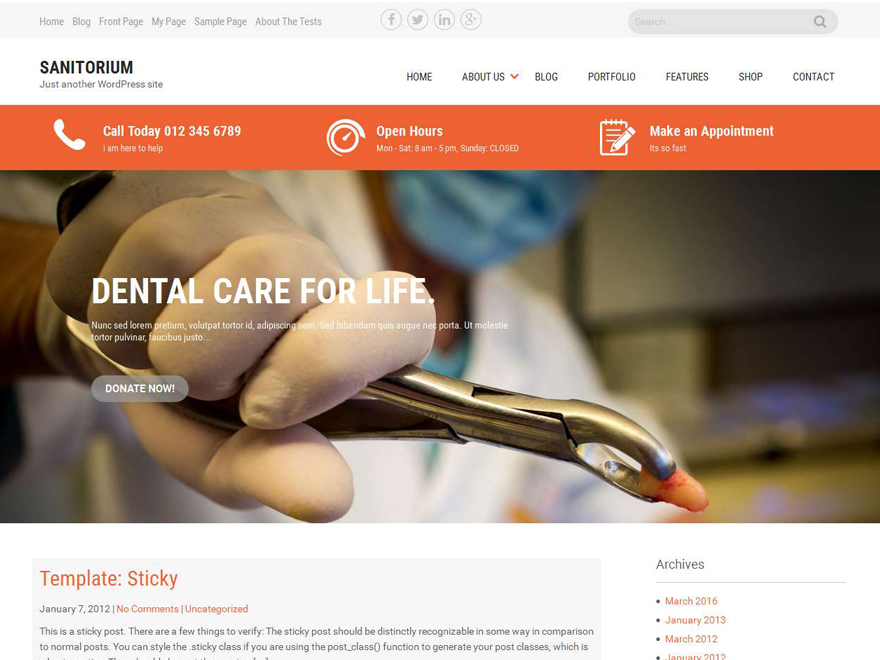 Home Blog Front Page My Page Sample Page About The Tests
Search...
SANITORIUM
Just another WordPress site
HOME ABOUT US BLOG PORTFOLIO FEATURES SHOP CONTACT
Call Today 012 345 6789
i am here to help
Open Hours
Mon - Sat: 8 am - 5 pm, Sunday: CLOSED
Make an Appointment
Its so fast
DENTAL CARE FOR LIFE.
Nunc sed lorem pretium, volutpat tortor id, adipiscing sem. Sed bibendum quis augue nec porta. Ut molestie
tortor pulvinar, faucibus justo...
DONATE NOW!
Template: Sticky
January 7, 2012 | No Comments | Uncategorized
This is a sticky post. There are a few things to verify: The sticky post should be distinctly recognizable in some way in comparison
to normal posts. You can style the .sticky class if you are using the post_class() function to generate your post classes, which is
Archives
March 2016
January 2013
March 2012
January 2012